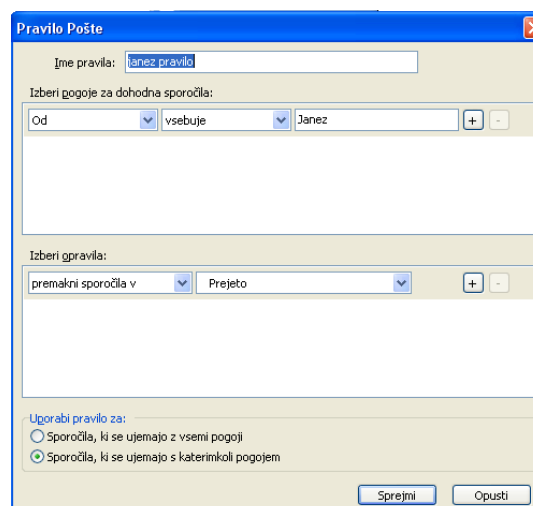 Pravilo Pošte
Ime pravila: janez pravilo
Izberi pogoje za dohodna sporočila:
Od vsebuje Janez + -
Izberi opravila:
premakni sporočila v Prejeto + -
Uporabi pravilo za:
Sporočila, ki se ujemajo z vsemi pogoji
Sporočila, ki se ujemajo s katerimkoli pogojem
Sprejmi Opusti